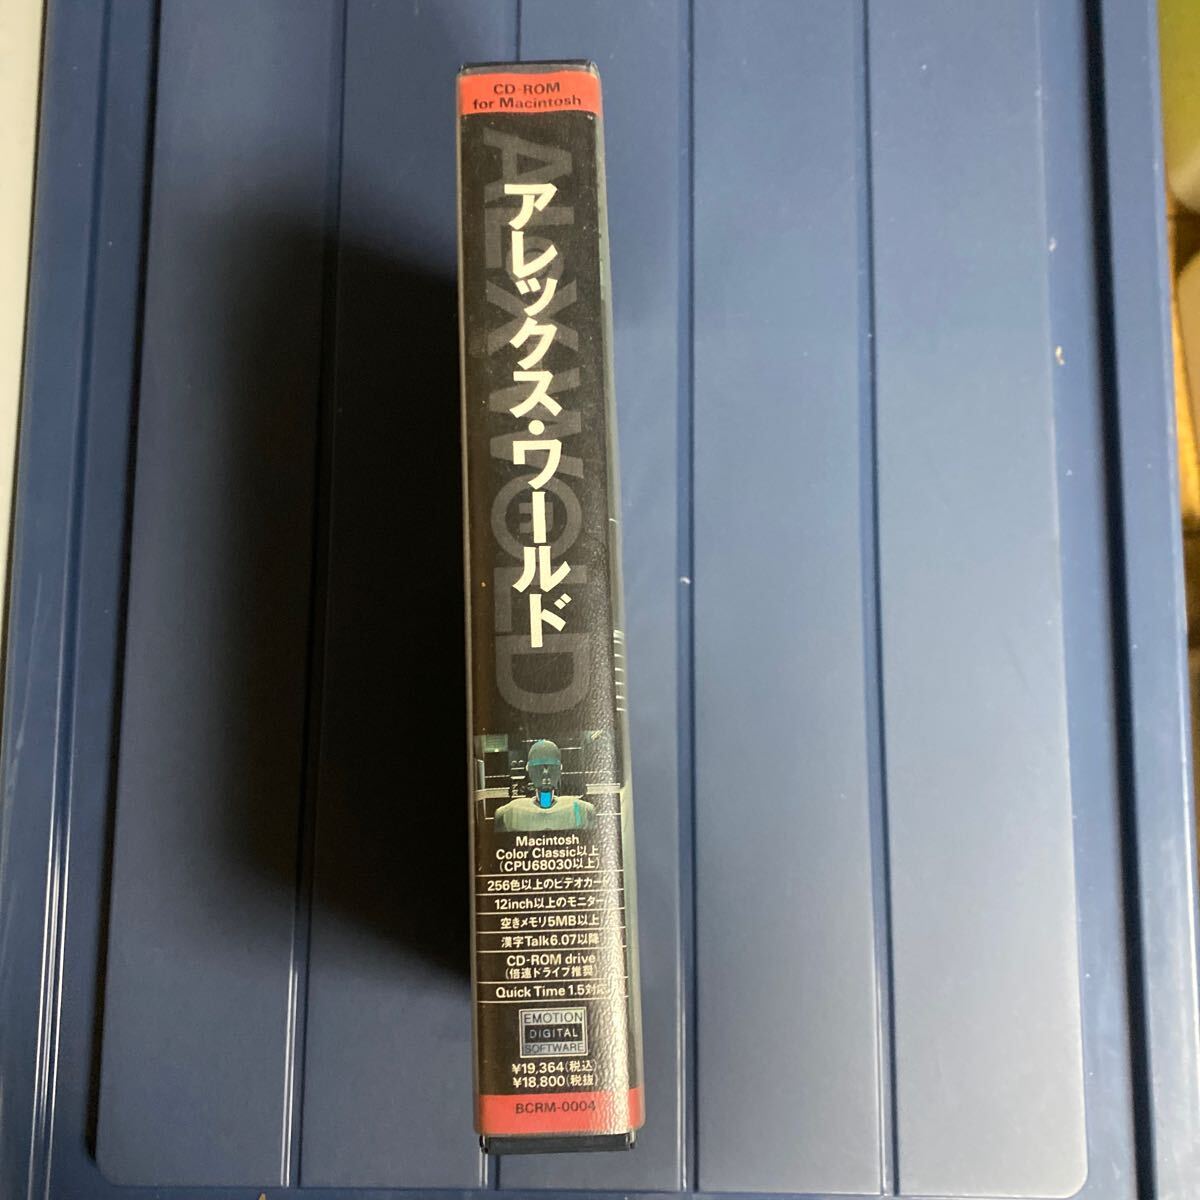 CD-ROM
for Macintosh
ALeXWOLD
アレックス・ワールド
Macintosh
Color Classic以上
(CPU68030以上)
256色以上のビデオカード
12inch以上のモニター
空きメモリ5MB以上
漢字Talk6.07以降
CD-ROM drive
(倍速ドライブ推奨)
Quick Time 1.5対応
EMOTION
DIGITAL
SOFTWARE
¥19,364(税込)
¥18,800(税抜)
BCRM-0004